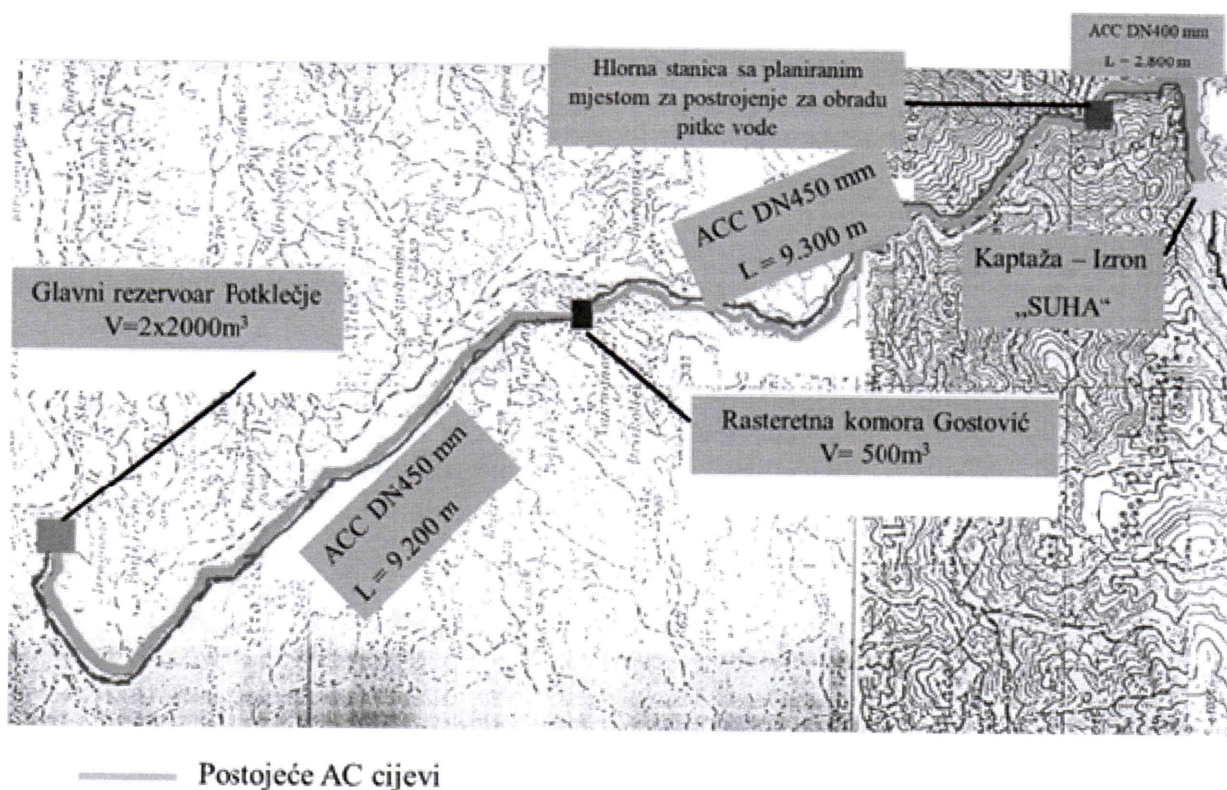 ACC DN400 mm
L = 2.800 m
Hlorna stanica sa planiranim
mjestom za postrojenje za obradu
pitke vode
ACC DN450 mm
L = 9.300 m
Kaptaža – Izron
„SUHA“
Glavni rezervoar Potklečje
V=2x2000m³
Rasteretna komora Gostović
V= 500m³
ACC DN450 mm
L = 9.200 m
Postojeće AC cijevi